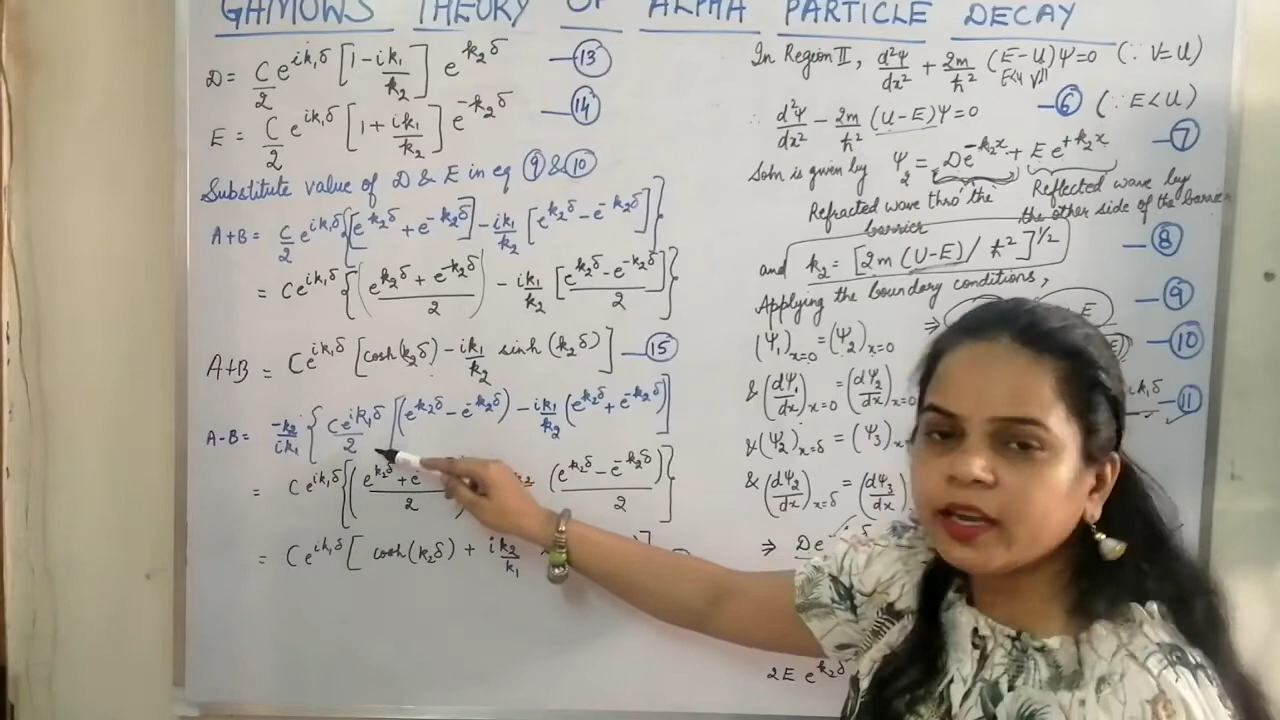 GAMOWS THEORY OF ALPHA PARTICLE DECAY
D = C/2 e^{ik₁δ} [1 - ik₁/k₂] e^{k₂δ} —(13)
E = C/2 e^{ik₁δ} [1 + ik₁/k₂] e^{-k₂δ} —(14)
Substitute value of D & E in eq (9) & (10)
A+B = C/2 e^{ik₁δ} {[e^{k₂δ} + e^{-k₂δ}] - ik₁/k₂ [e^{k₂δ} - e^{-k₂δ}]}
= C e^{ik₁δ} {(e^{k₂δ} + e^{-k₂δ} / 2) - ik₁/k₂ [e^{k₂δ} - e^{-k₂δ} / 2]}
A+B = C e^{ik₁δ} [cosh(k₂δ) - ik₁/k₂ sinh(k₂δ)] —(15)
A-B = -k₂/ik₁ {C e^{ik₁δ}/2 [(e^{k₂δ} - e^{-k₂δ}) - ik₁/k₂ (e^{k₂δ} + e^{-k₂δ})]
= C e^{ik₁δ} {(e^{k₂δ} + e / 2 (e^{k₂δ} - e^{-k₂δ} / 2)}
= C e^{ik₁δ} [cosh(k₂δ) + ik₂/k₁ ]
In Region II, d²ψ/dx² + 2m/ħ² (E-U)ψ = 0 (∵ V = U)
∴ d²ψ/dx² - 2m/ħ² (U-E)ψ = 0 —(6) (∵ E < U)
Soln is given by ψ₂ = De^{-k₂x} + E e^{+k₂x} —(7)
Refracted wave thro' the barrier
Reflected wave by the other side of the barrier
and k₂ = [2m (U-E) / ħ²]^{1/2} —(8)
Applying the boundary conditions,
(ψ₁)_{x=0} = (ψ₂)_{x=0} ⇒ E —(9)
& (dψ₁/dx)_{x=0} = (dψ₂/dx)_{x=0} —(10)
& (ψ₂)_{x=δ} = (ψ₃)_x ik₁δ —(11)
& (dψ₂/dx)_{x=δ} = (dψ₃/dx)
⇒ De
2E e^{k₂δ}